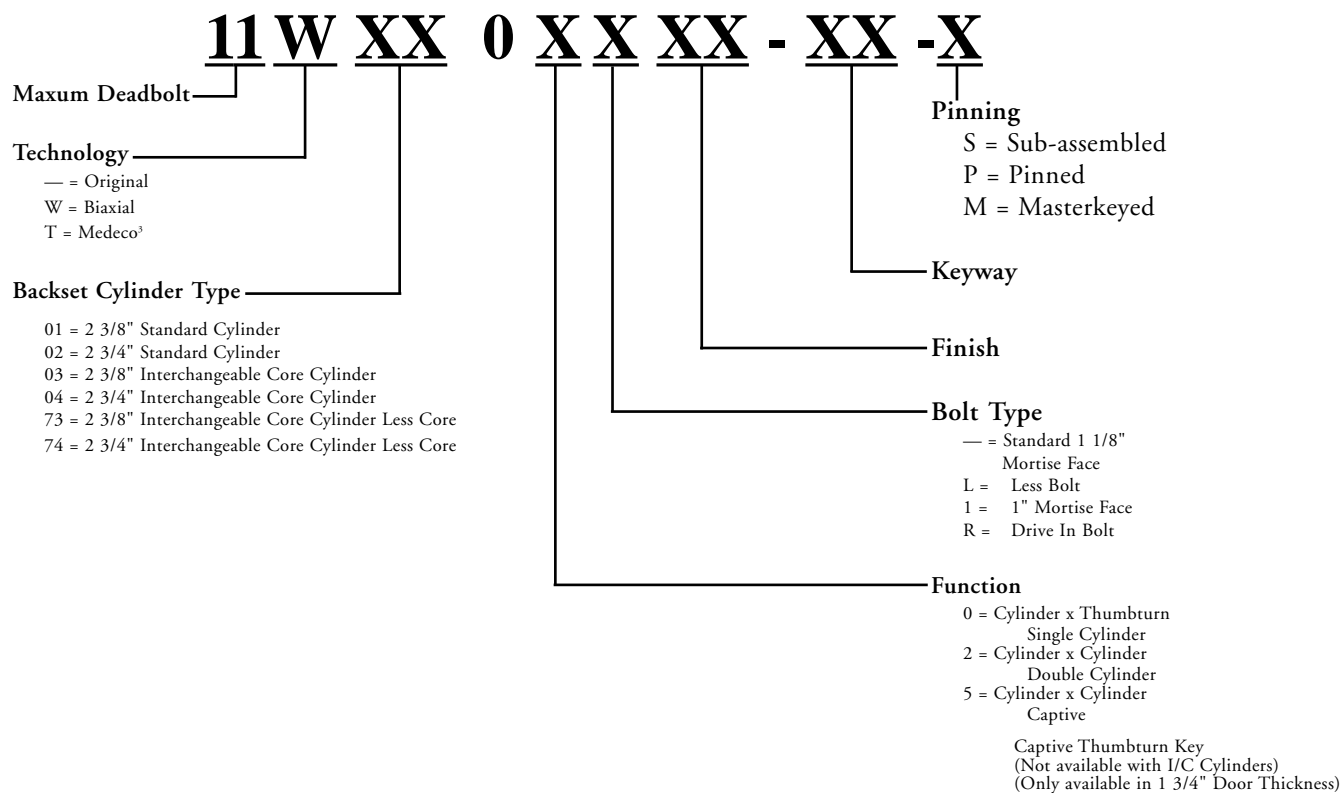 11 W XX 0 X X XX - XX -X
Maxum Deadbolt
Technology
— = Original
W = Biaxial
T = Medeco³
Backset Cylinder Type
01 = 2 3/8" Standard Cylinder
02 = 2 3/4" Standard Cylinder
03 = 2 3/8" Interchangeable Core Cylinder
04 = 2 3/4" Interchangeable Core Cylinder
73 = 2 3/8" Interchangeable Core Cylinder Less Core
74 = 2 3/4" Interchangeable Core Cylinder Less Core
Pinning
S = Sub-assembled
P = Pinned
M = Masterkeyed
Keyway
Finish
Bolt Type
— = Standard 1 1/8"
Mortise Face
L = Less Bolt
1 = 1" Mortise Face
R = Drive In Bolt
Function
0 = Cylinder x Thumbturn
Single Cylinder
2 = Cylinder x Cylinder
Double Cylinder
5 = Cylinder x Cylinder
Captive
Captive Thumbturn Key
(Not available with I/C Cylinders)
(Only available in 1 3/4" Door Thickness)